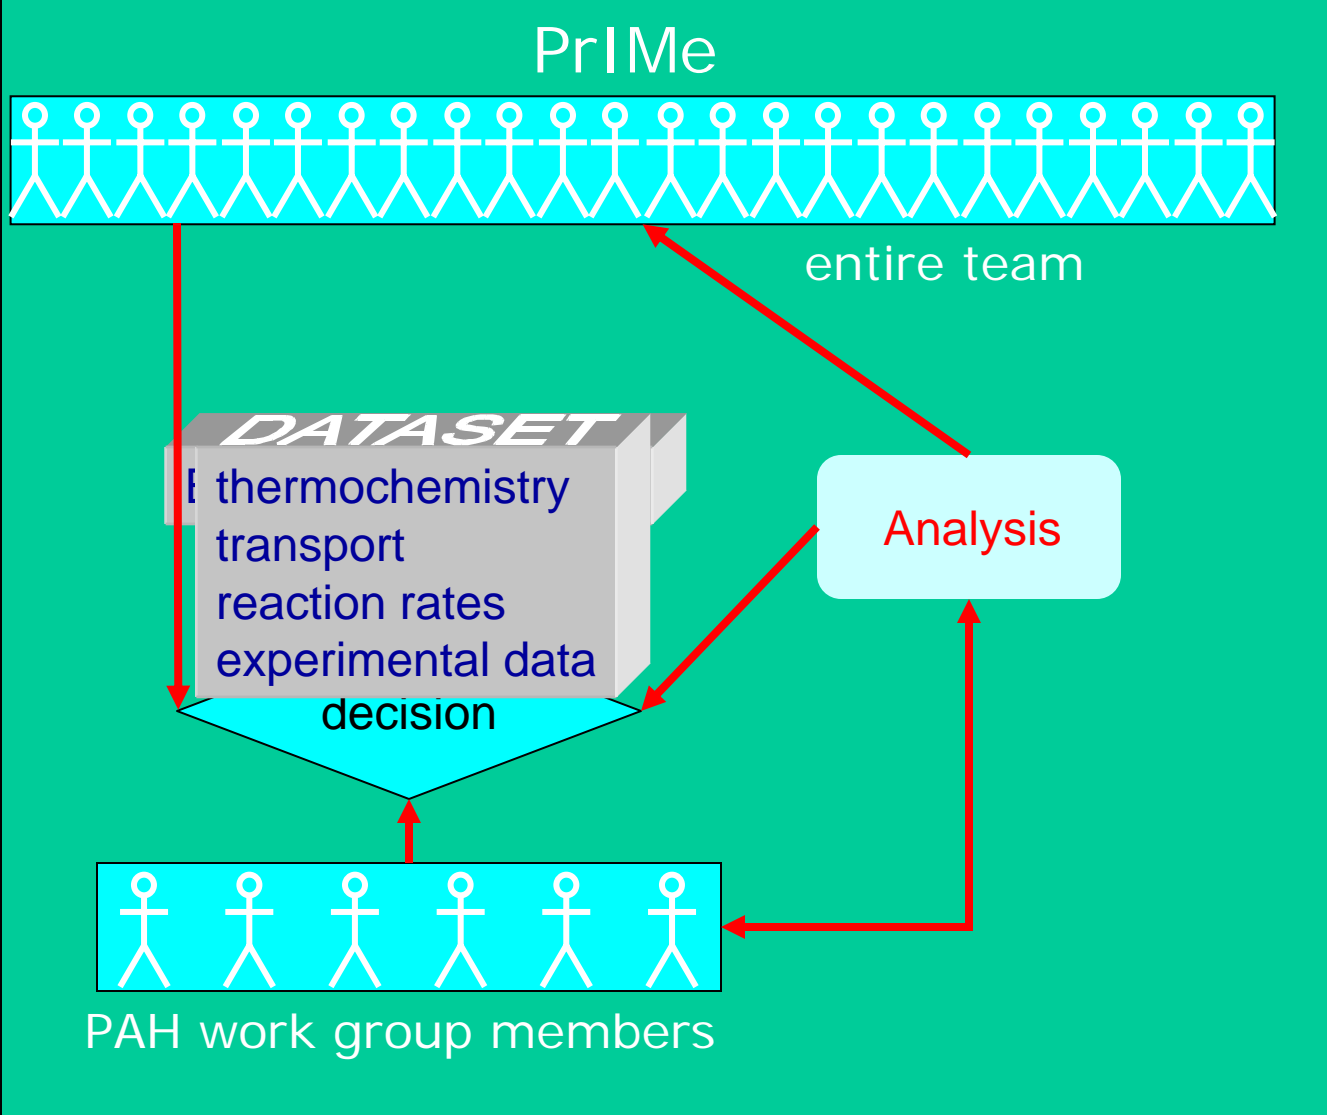 PrIMe
entire team
DATASET
thermochemistry
transport
reaction rates
experimental data
Analysis
decision
PAH work group members